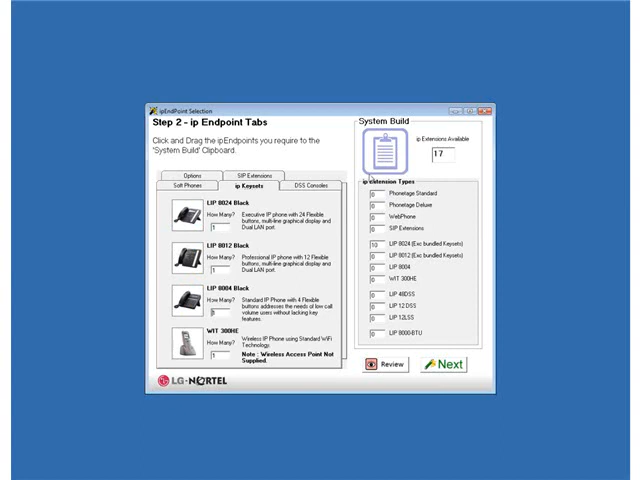 ipEndPoint Selection
Step 2 - ip Endpoint Tabs
Click and Drag the ipEndpoints you require to the
'System Build' Clipboard.
Options
SIP Extensions
Soft Phones
ip Keysets
DSS Consoles
LIP 8024 Black
How Many?
1
Executive IP phone with 24 Flexible
buttons, multi-line graphical display and
Dual LAN port.
LIP 8012 Black
How Many?
1
Professional IP phone with 12 Flexible
buttons, multi-line graphical display and
Dual LAN port.
LIP 8004 Black
How Many?
Standard IP Phone with 4 Flexible
buttons addresses the needs of low call
volume users without lacking key
features.
WIT 300HE
How Many?
1
Wireless IP Phone using Standard WiFi
Technology.
Note : Wireless Access Point Not
Supplied.
LG-NORTEL
System Build
ip Extensions Available
17
ip Extension Types
0 Phonetage Standard
0 Phonetage Deluxe
0 WebPhone
0 SIP Extensions
10 LIP 8024 (Exc bundled Keysets)
0 LIP 8012 (Exc bundled Keysets)
0 LIP 8004
0 WIT 300HE
0 LIP 48DSS
0 LIP 12 DSS
0 LIP 12LSS
0 LIP 8000-BTU
Review
Next